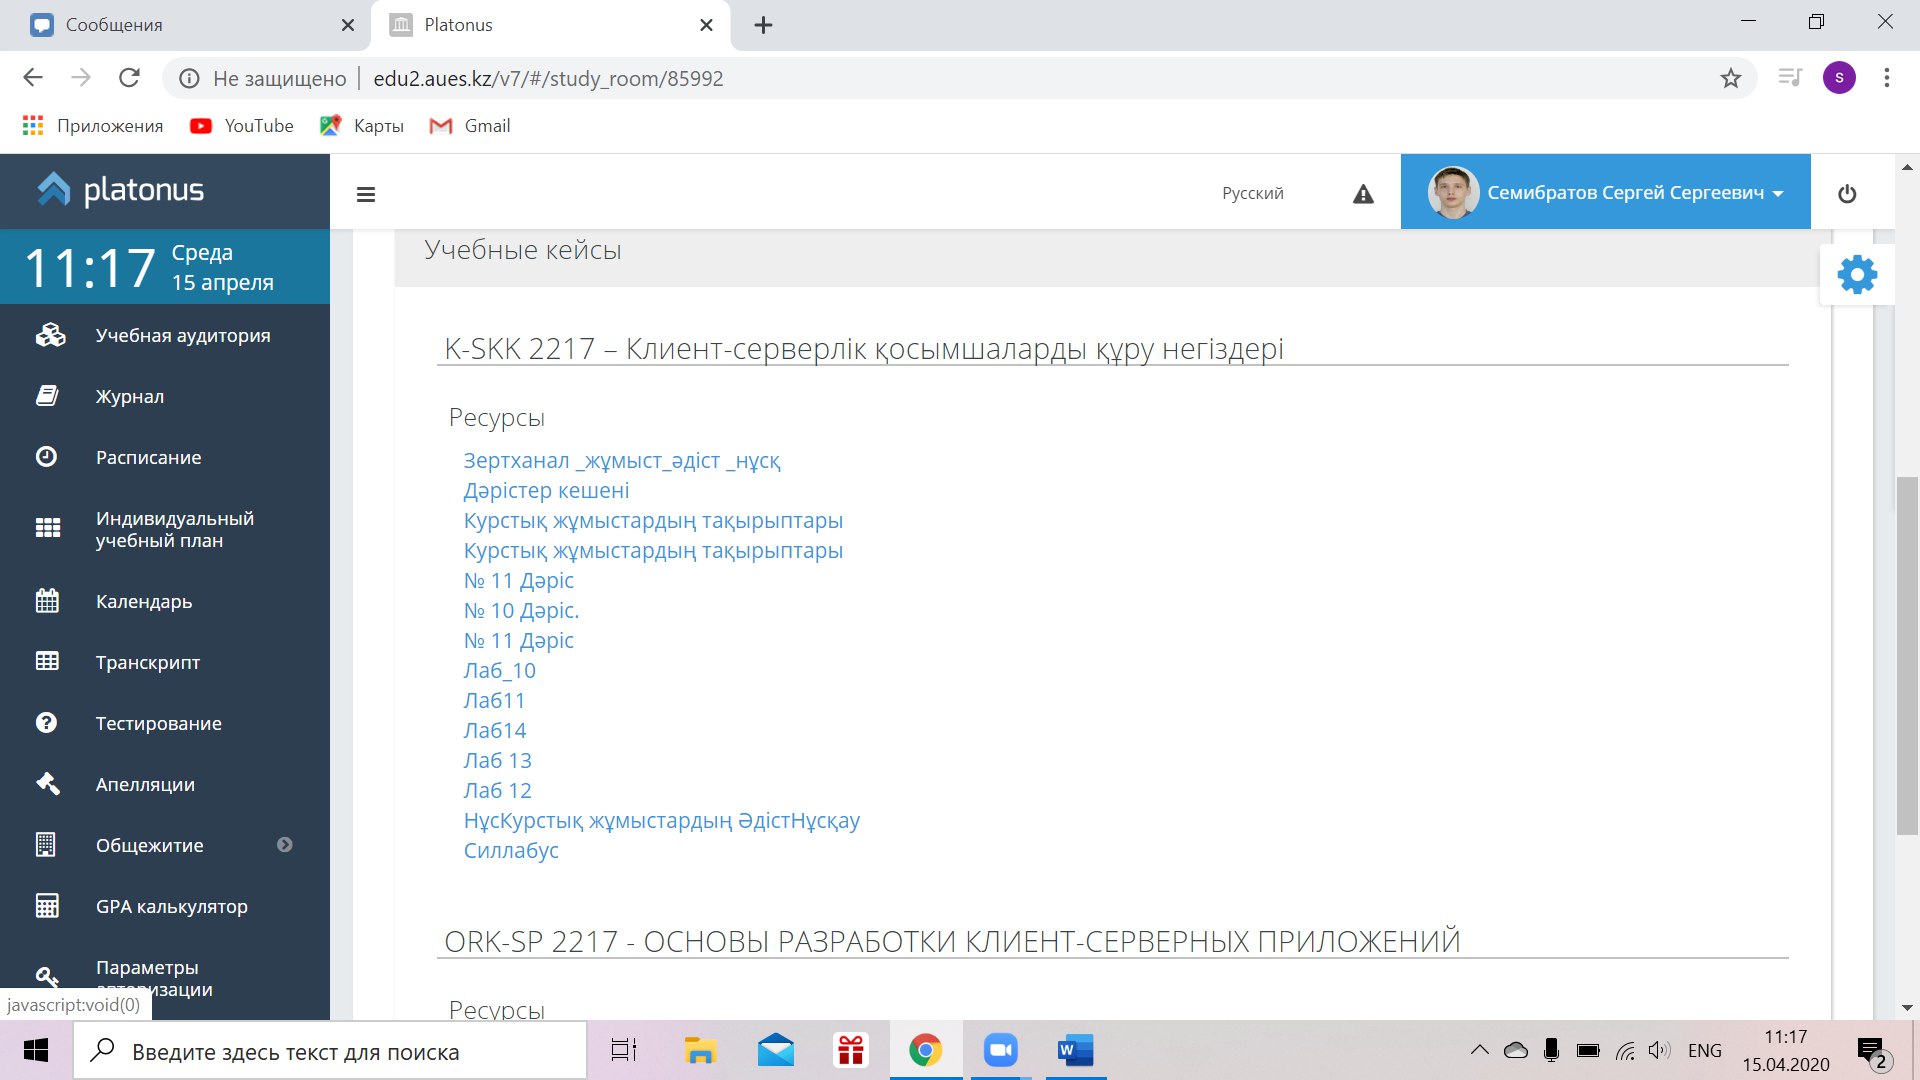 Сообщения
Platonus
Не защищено
edu2.aues.kz/v7/#/study_room/85992
S
Приложения
YouTube
Карты
Gmail
platonus
Русский
Семибратов Сергей Сергеевич
11:17
Среда
15 апреля
Учебная аудитория
Журнал
Расписание
Индивидуальный
учебный план
Календарь
Транскрипт
Тестирование
Апелляции
Общежитие
GPA калькулятор
Параметры
авторизации
javascript:void(0)
Учебные кейсы
K-SKK 2217 – Клиент-серверлік қосымшаларды құру негіздері
Ресурсы
Зертханал _жұмыст_әдіст _нұсқ
Дәрістер кешені
Курстық жұмыстардың тақырыптары
Курстық жұмыстардың тақырыптары
№ 11 Дәріс
№ 10 Дәріс.
№ 11 Дәріс
Лаб_10
Лаб11
Лаб14
Лаб 13
Лаб 12
НұсКурстық жұмыстардың ӘдістНұсқау
Силлабус
ORK-SP 2217 - ОСНОВЫ РАЗРАБОТКИ КЛИЕНТ-СЕРВЕРНЫХ ПРИЛОЖЕНИЙ
Ресурсы
Введите здесь текст для поиска
W
ENG
11:17
15.04.2020
2